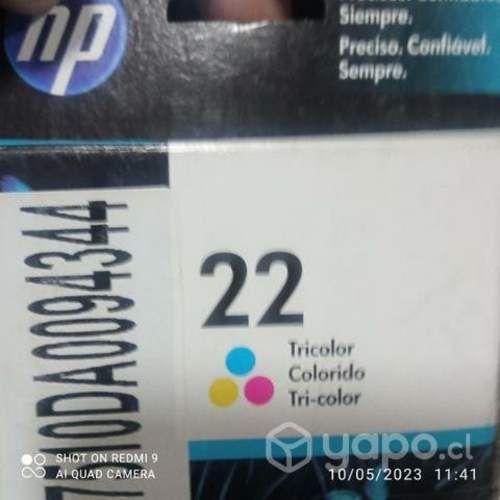 hp
Siempre.
Preciso. Confiável.
Sempre.
22
Tricolor
Colorido
Tri-color
10DA0094344
SHOT ON REDMI 9
AI QUAD CAMERA
yapo.cl
10/05/2023 11:41